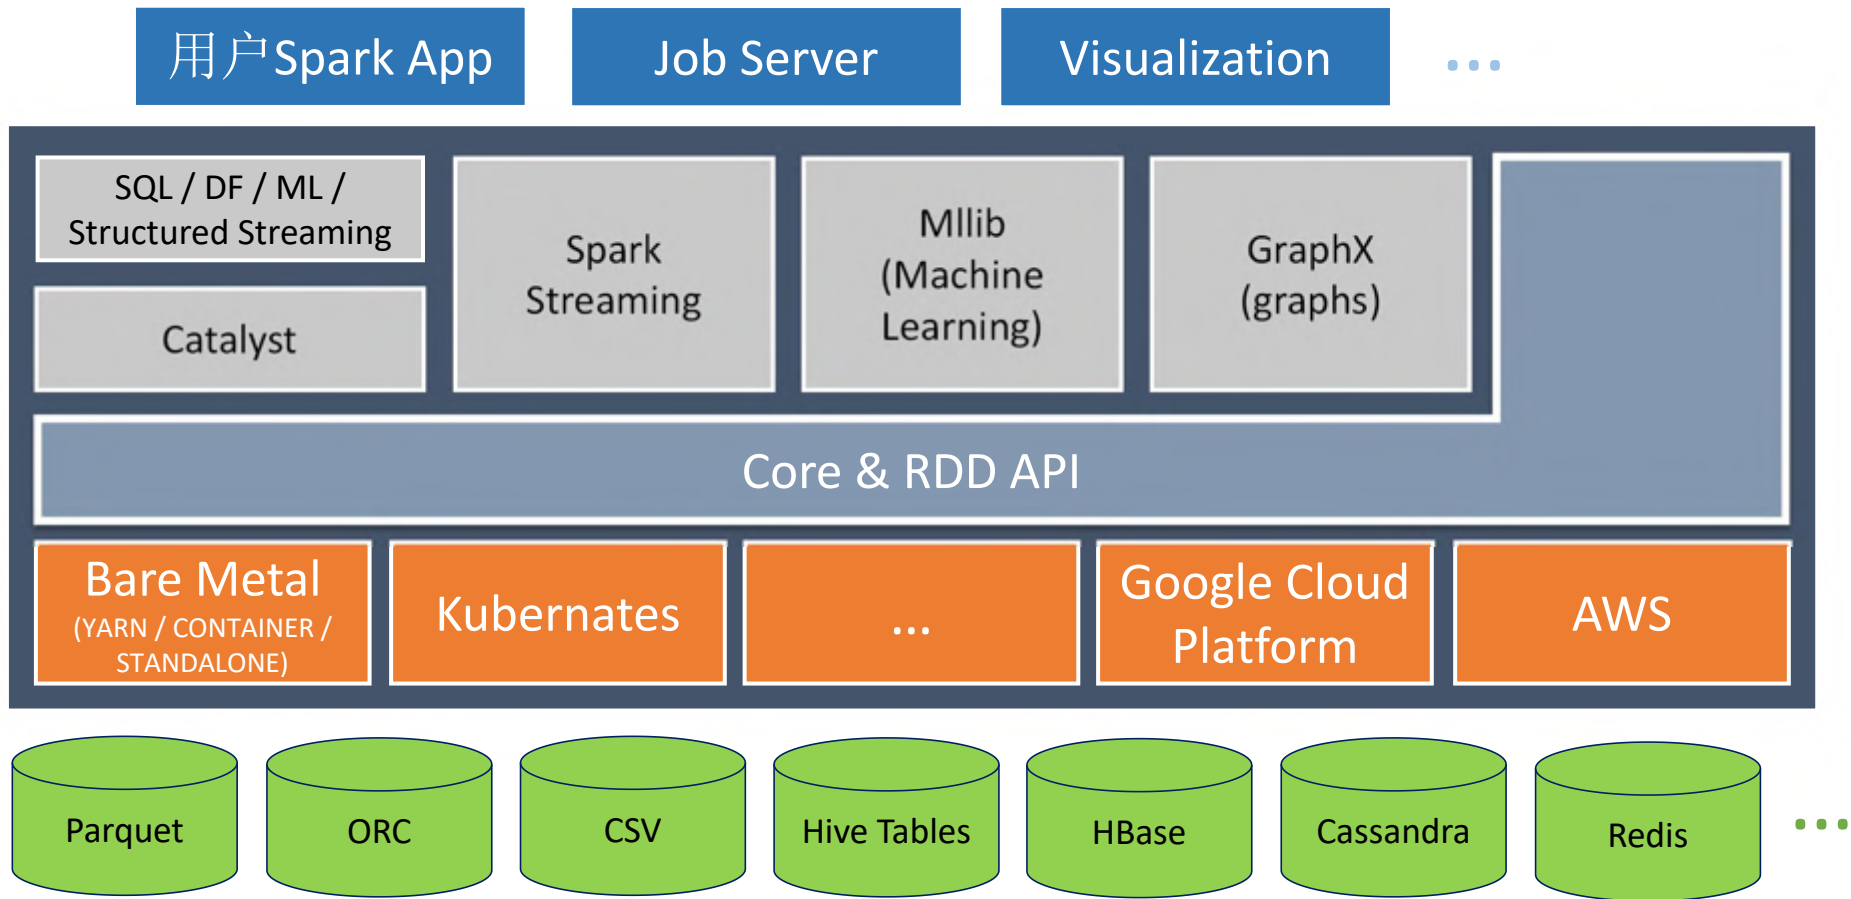 用户Spark App
Job Server
Visualization
...
SQL / DF / ML /
Structured Streaming
Catalyst
Spark
Streaming
Mllib
(Machine
Learning)
GraphX
(graphs)
Core & RDD API
Bare Metal
(YARN / CONTAINER /
STANDALONE)
Kubernates
...
Google Cloud
Platform
AWS
Parquet
ORC
CSV
Hive Tables
HBase
Cassandra
Redis
...